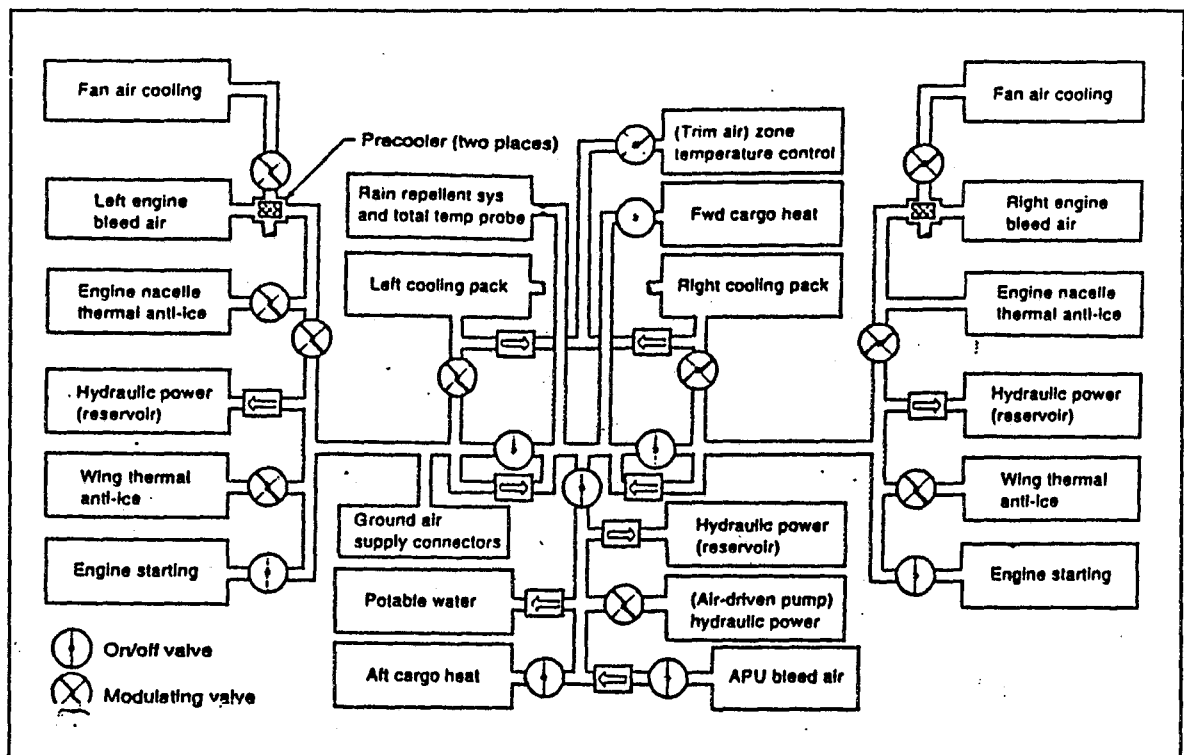 Fan air cooling
Precooler (two places)
Left engine
bleed air
Engine nacelle
thermal anti-ice
Hydraulic power
(reservoir)
Wing thermal
anti-ice
Engine starting
On/off valve
Modulating valve
Rain repellent sys
and total temp probe
Left cooling pack
Ground air
supply connectors
Potable water
Aft cargo heat
(Trim air) zone
temperature control
Fwd cargo heat
Right cooling pack
Hydraulic power
(reservoir)
(Air-driven pump)
hydraulic power
APU bleed air
Fan air cooling
Right engine
bleed air
Engine nacelle
thermal anti-ice
Hydraulic power
(reservoir)
Wing thermal
anti-ice
Engine starting